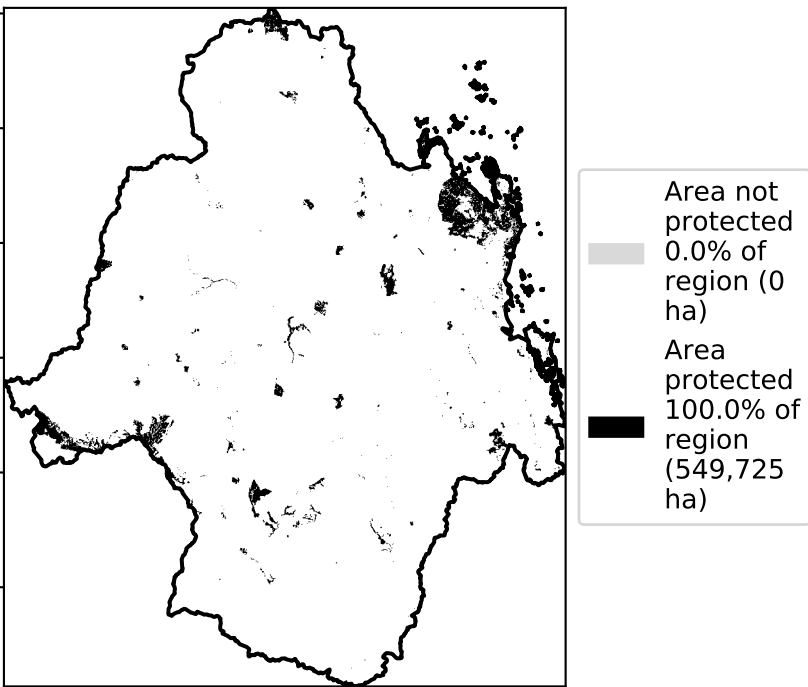 Area not
protected
0.0% of
region (0
ha)
Area
protected
100.0% of
region
(549,725
ha)